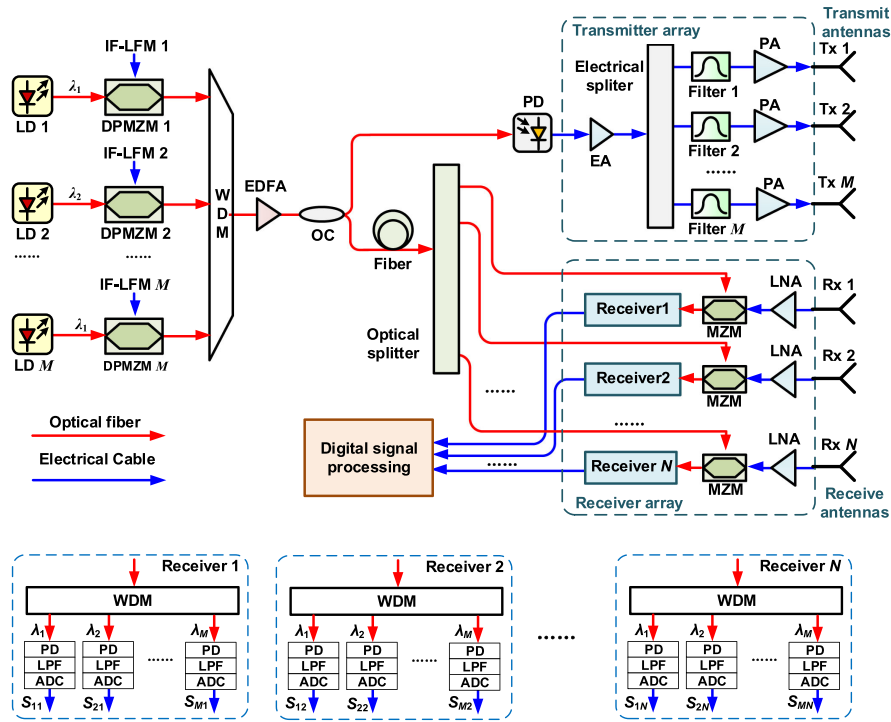 IF-LFM 1
λ1
LD 1
DPMZM 1
IF-LFM 2
λ2
LD 2
DPMZM 2
......
......
IF-LFM M
λ1
LD M
DPMZM M
W
D
M
EDFA
OC
Fiber
Optical
splitter
PD
Transmitter array
Electrical
spliter
EA
Filter 1
Filter 2
......
Filter M
PA
PA
PA
Transmit
antennas
Tx 1
Tx 2
Tx M
Receiver1
MZM
LNA
Rx 1
Receiver2
MZM
LNA
Rx 2
......
......
Receiver N
MZM
LNA
Rx N
Receiver array
Receive
antennas
Digital signal
processing
......
Optical fiber
Electrical Cable
Receiver 1
WDM
λ1
λ2
λM
PD
LPF
ADC
PD
LPF
ADC
......
PD
LPF
ADC
S11
S21
SM1
Receiver 2
WDM
λ1
λ2
λM
PD
LPF
ADC
PD
LPF
ADC
......
PD
LPF
ADC
S12
S22
SM2
......
Receiver N
WDM
λ1
λ2
λM
PD
LPF
ADC
PD
LPF
ADC
......
PD
LPF
ADC
S1N
S2N
SMN